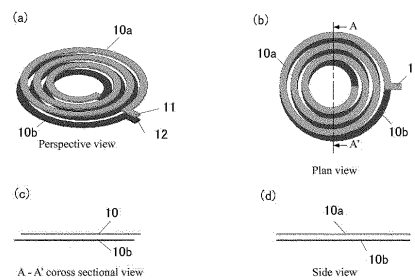 (a)
10a
11
12
10b
Perspective view
(b)
A
10a
1
10b
A'
Plan view
(c)
10
10b
A - A' coross sectional view
(d)
10a
10b
Side view